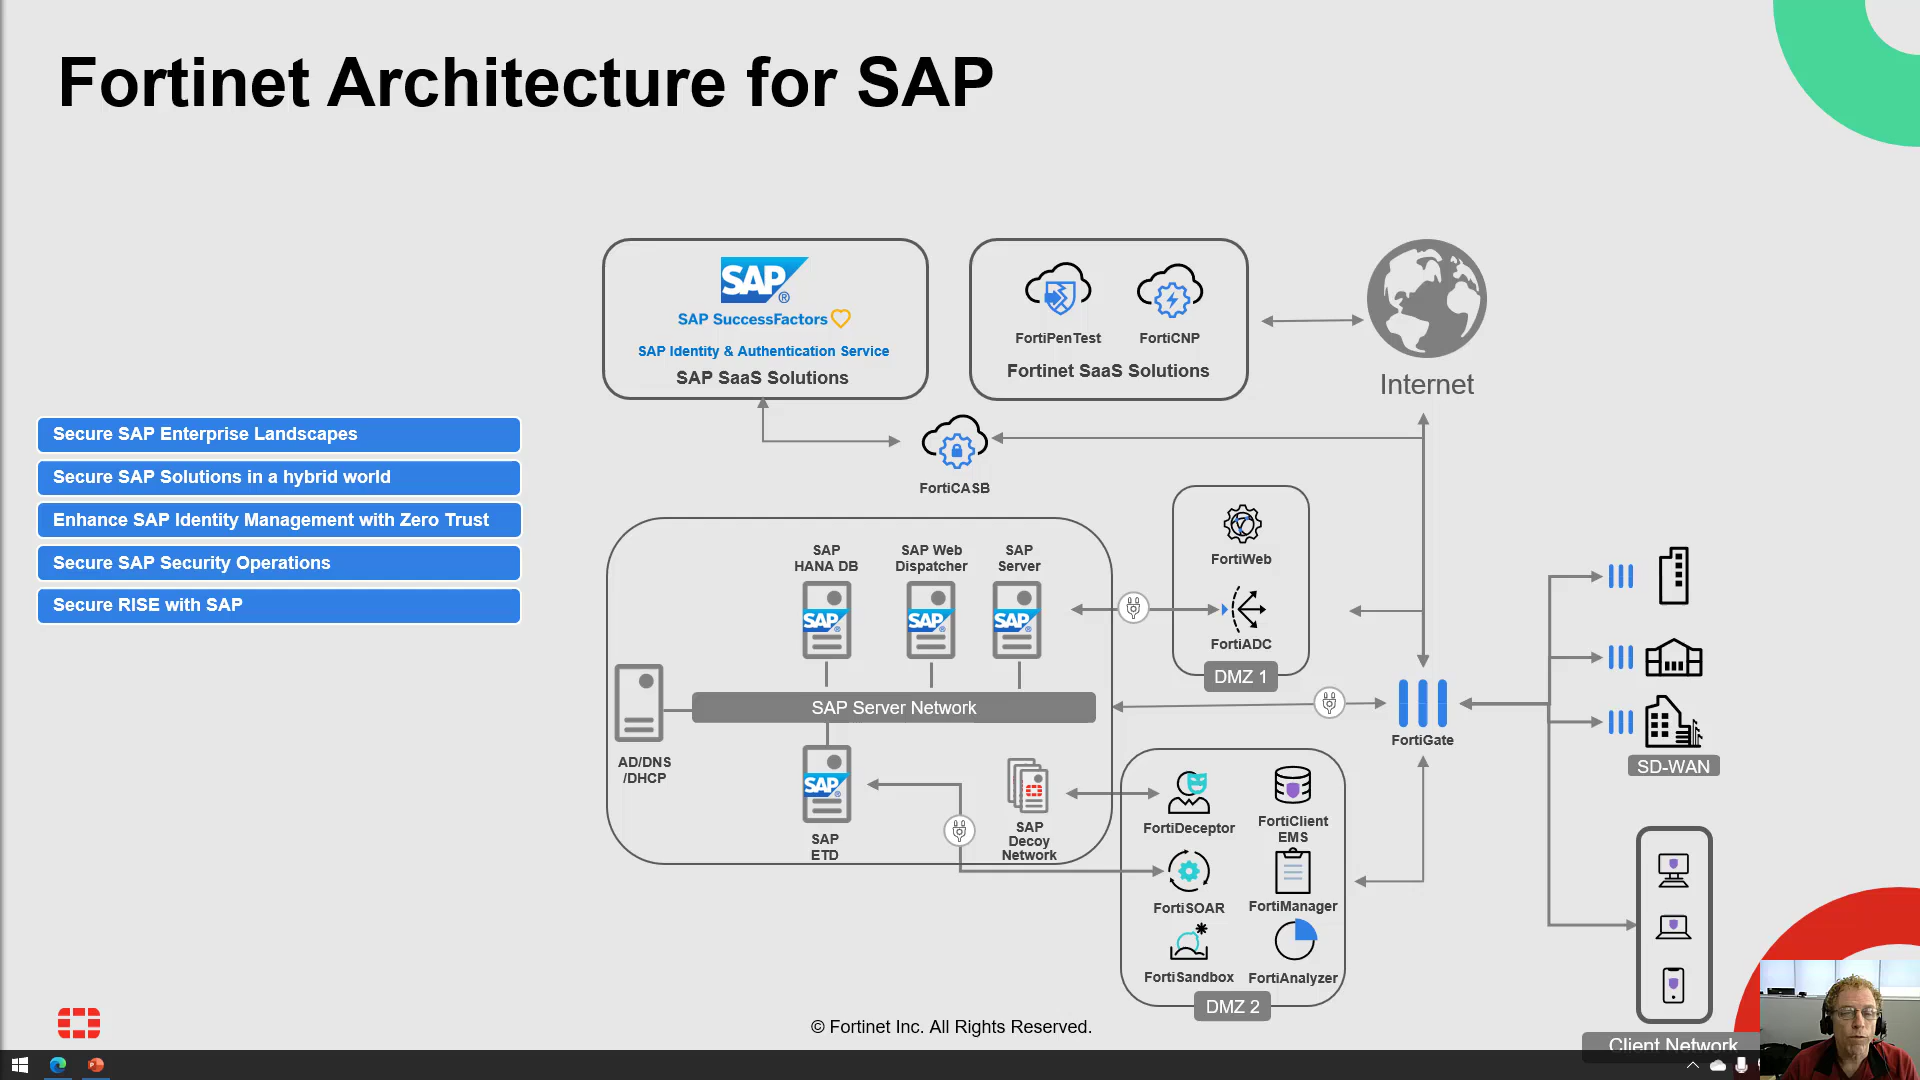 Fortinet Architecture for SAP
Secure SAP Enterprise Landscapes
Secure SAP Solutions in a hybrid world
Enhance SAP Identity Management with Zero Trust
Secure SAP Security Operations
Secure RISE with SAP
SAP®
SAP SuccessFactors
SAP Identity & Authentication Service
SAP SaaS Solutions
FortiPenTest
FortiCNP
Fortinet SaaS Solutions
Internet
FortiCASB
SAP
HANA DB
SAP Web
Dispatcher
SAP
Server
SAP®
SAP®
SAP®
FortiWeb
FortiADC
DMZ 1
SAP Server Network
AD/DNS
/DHCP
SAP®
SAP
ETD
SAP
Decoy
Network
FortiGate
SD-WAN
FortiDeceptor
FortiClient
EMS
FortiSOAR
FortiManager
FortiSandbox
FortiAnalyzer
DMZ 2
Client Network
© Fortinet Inc. All Rights Reserved.